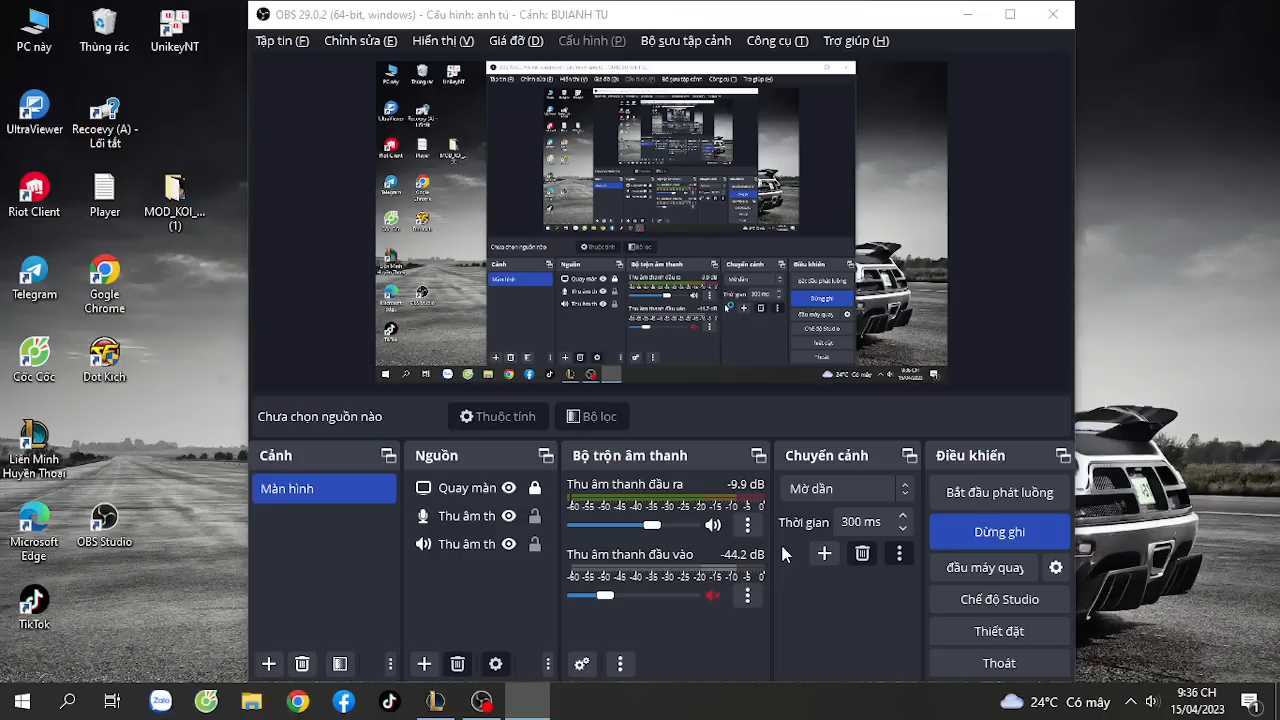 OBS 29.0.2 (64-bit, windows) - Cấu hình: anh tú - Cảnh: BUIANH TU
Tập tin (F) Chỉnh sửa (E) Hiển thị (V) Giá đỡ (D) Cấu hình (P) Bộ sưu tập cảnh Công cụ (T) Trợ giúp (H)
PC này
Thùng rác
UnikeyNT
UltraViewer
Recoevy (A) - Lối tắt
Riot Client
Player
MOD_KOI_... (1)
Telegram
Gogle Chrome
Cốc Cốc
Dot Kich
Liên Minh Huyền Thoại
Microsoft Edge
OBS Studio
TikTok
Chưa chọn nguồn nào
Thuộc tính
Bộ lọc
Cảnh
Màn hình
Nguồn
Quay màn
Thu âm th
Thu âm th
Bộ trộn âm thanh
Thu âm thanh đầu ra -9.9 dB
-60 -55 -50 -45 -40 -35 -30 -25 -20 -15 -10 -5 0
Thu âm thanh đầu vào -44.2 dB
-60 -55 -50 -45 -40 -35 -30 -25 -20 -15 -10 -5 0
Chuyển cảnh
Mờ dần
Thời gian 300 ms
Điều khiển
Bắt đầu phát luồng
Dừng ghi
đầu máy quay
Chế độ Studio
Thiết đặt
Thoát
Zalo
24°C Có mây
9:36 CH
15/04/2023
1